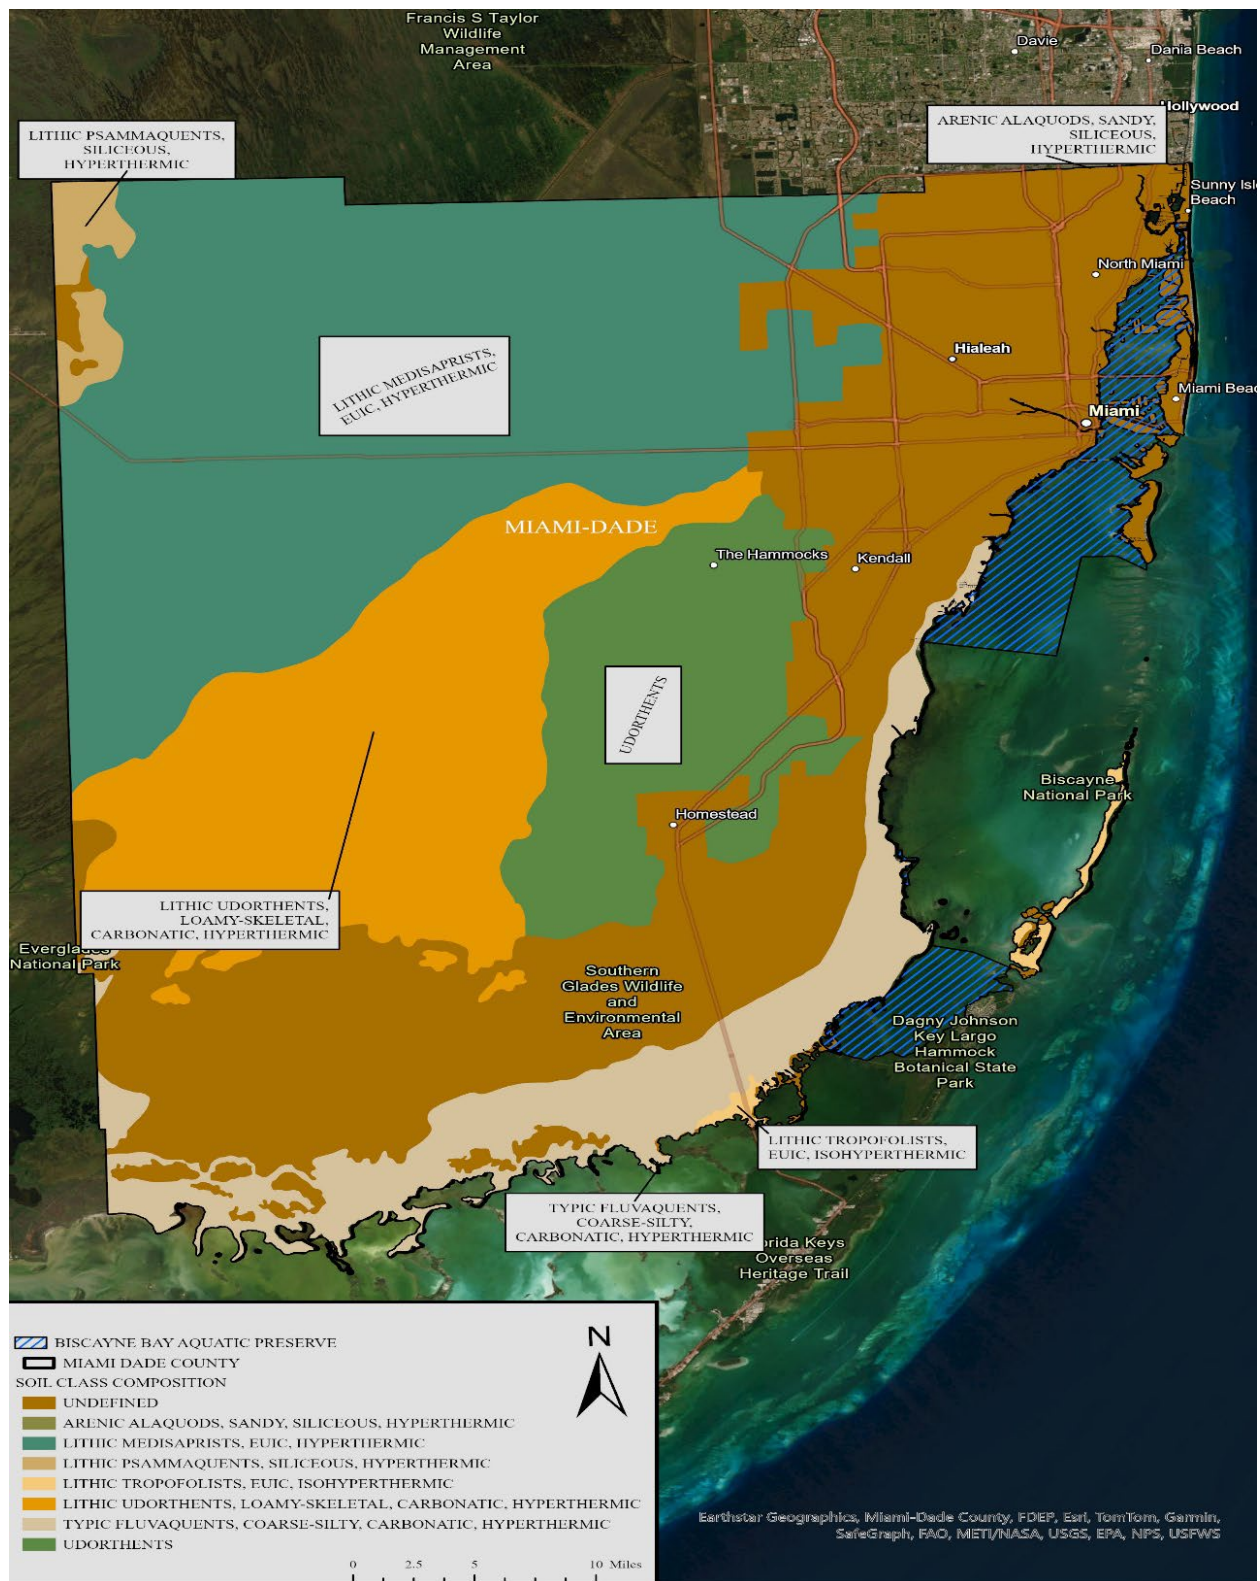 Francis S Taylor
Wildlife
Management
Area
Davie
Dania Beach
Hollywood
LITHIC PSAMMAQUENTS,
SILICEOUS,
HYPERTHERMIC
ARENIC ALAQUODS, SANDY,
SILICEOUS,
HYPERTHERMIC
Sunny Isl
Beach
North Miami
LITHIC MEDISAPRISTS,
EUIC, HYPERTHERMIC
Hialeah
Miami Beac
Miami
MIAMI-DADE
The Hammocks
Kendall
UDORTHENTS
Biscayne
National Park
Homestead
LITHIC UDORTHENTS,
LOAMY-SKELETAL,
CARBONATIC, HYPERTHERMIC
Everglades
National Park
Southern
Glades Wildlife
and
Environmental
Area
Dagny Johnson
Key Largo
Hammock
Botanical State
Park
LITHIC TROPOFOLISTS,
EUIC, ISOHYPERTHERMIC
TYPIC FLUVAQUENTS,
COARSE-SILTY,
CARBONATIC, HYPERTHERMIC
orida Keys
Overseas
Heritage Trail
BISCAYNE BAY AQUATIC PRESERVE
MIAMI DADE COUNTY
SOIL CLASS COMPOSITION
UNDEFINED
ARENIC ALAQUODS, SANDY, SILICEOUS, HYPERTHERMIC
LITHIC MEDISAPRISTS, EUIC, HYPERTHERMIC
LITHIC PSAMMAQUENTS, SILICEOUS, HYPERTHERMIC
LITHIC TROPOFOLISTS, EUIC, ISOHYPERTHERMIC
LITHIC UDORTHENTS, LOAMY-SKELETAL, CARBONATIC, HYPERTHERMIC
TYPIC FLUVAQUENTS, COARSE-SILTY, CARBONATIC, HYPERTHERMIC
UDORTHENTS
N
0 2.5 5 10 Miles
Earthstar Geographics, Miami-Dade County, FDEP, Esri, TomTom, Garmin,
SafeGraph, FAO, METI/NASA, USGS, EPA, NPS, USFWS